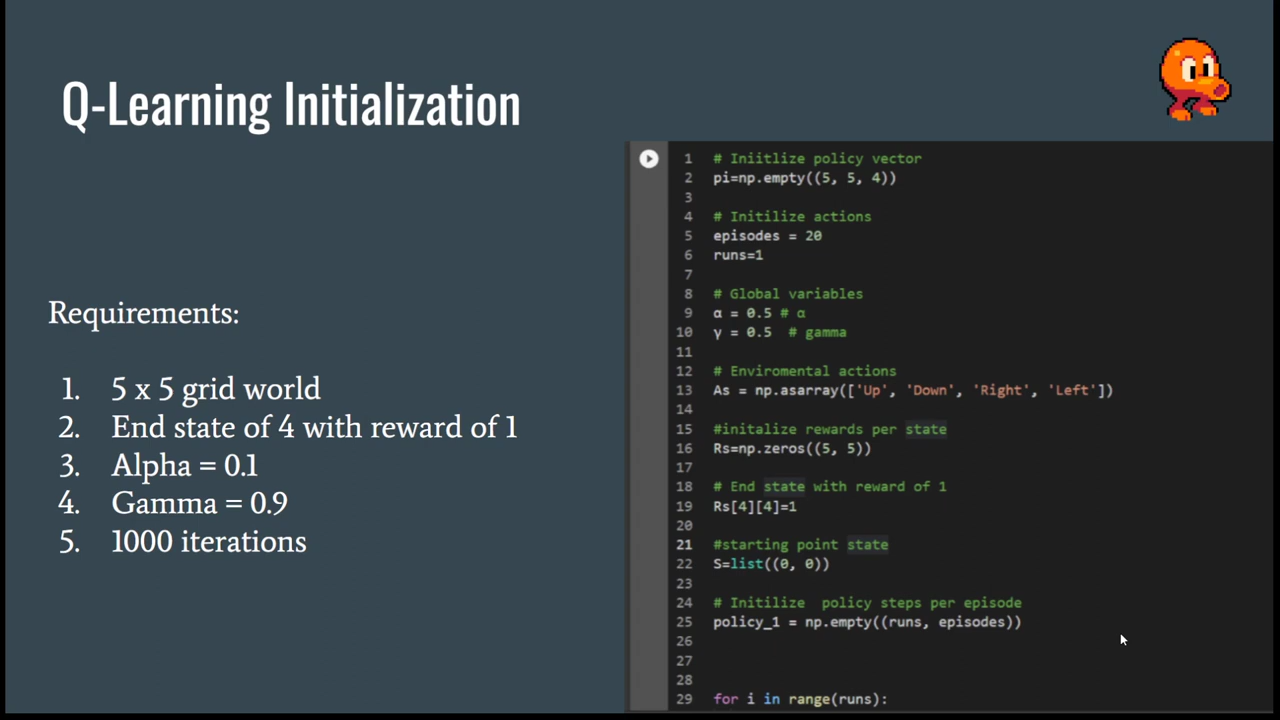 Q-Learning Initialization
Requirements:
1. 5 x 5 grid world
2. End state of 4 with reward of 1
3. Alpha = 0.1
4. Gamma = 0.9
5. 1000 iterations
1 # Iniitlize policy vector
2 pi=np.empty((5, 5, 4))
3
4 # Initilize actions
5 episodes = 20
6 runs=1
7
8 # Global variables
9 α = 0.5 # α
10 γ = 0.5  # gamma
11
12 # Enviromental actions
13 As = np.asarray(['Up', 'Down', 'Right', 'Left'])
14
15 #initalize rewards per state
16 Rs=np.zeros((5, 5))
17
18 # End state with reward of 1
19 Rs[4][4]=1
20
21 #starting point state
22 S=list((0, 0))
23
24 # Initilize  policy steps per episode
25 policy_1 = np.empty((runs, episodes))
26
27
28
29 for i in range(runs):